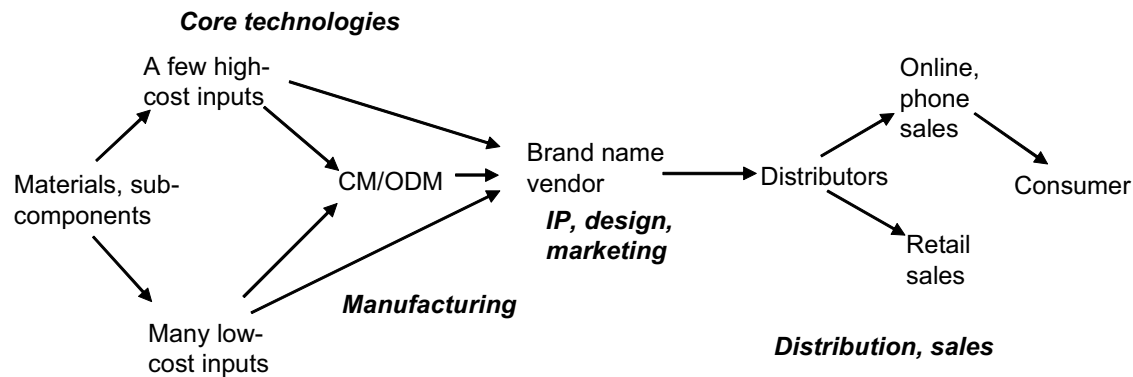 Core technologies
A few high-
cost inputs
Materials, sub-
components
Many low-
cost inputs
CM/ODM
Manufacturing
Brand name
vendor
IP, design,
marketing
Distributors
Online,
phone
sales
Retail
sales
Consumer
Distribution, sales